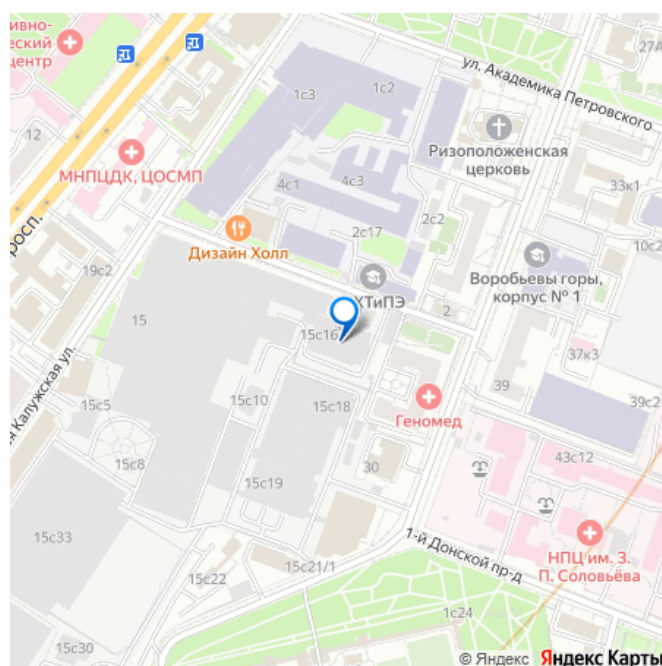 ивно-
еский
центр
27А
1с2
ул. Академика Петровского
1с3
12
МНПЦДК, ЦОСМП
Ризоположенская
церковь
33к1
4с1
4с3
2с2
2с17
10с2
росп.
Дизайн Холл
19с2
ХТиПЭ
Воробьевы горы,
корпус № 1
2
15
15с16
37к3
39
ая Калужская ул.
15с5
15с10
15с18
Геномед
39с2
15с8
30
43с12
15с19
15с33
1-й Донской пр-д
НПЦ им. З.
П. Соловьёва
15с22
15с21/1
1с24
15с30
© Яндекс Яндекс Карты